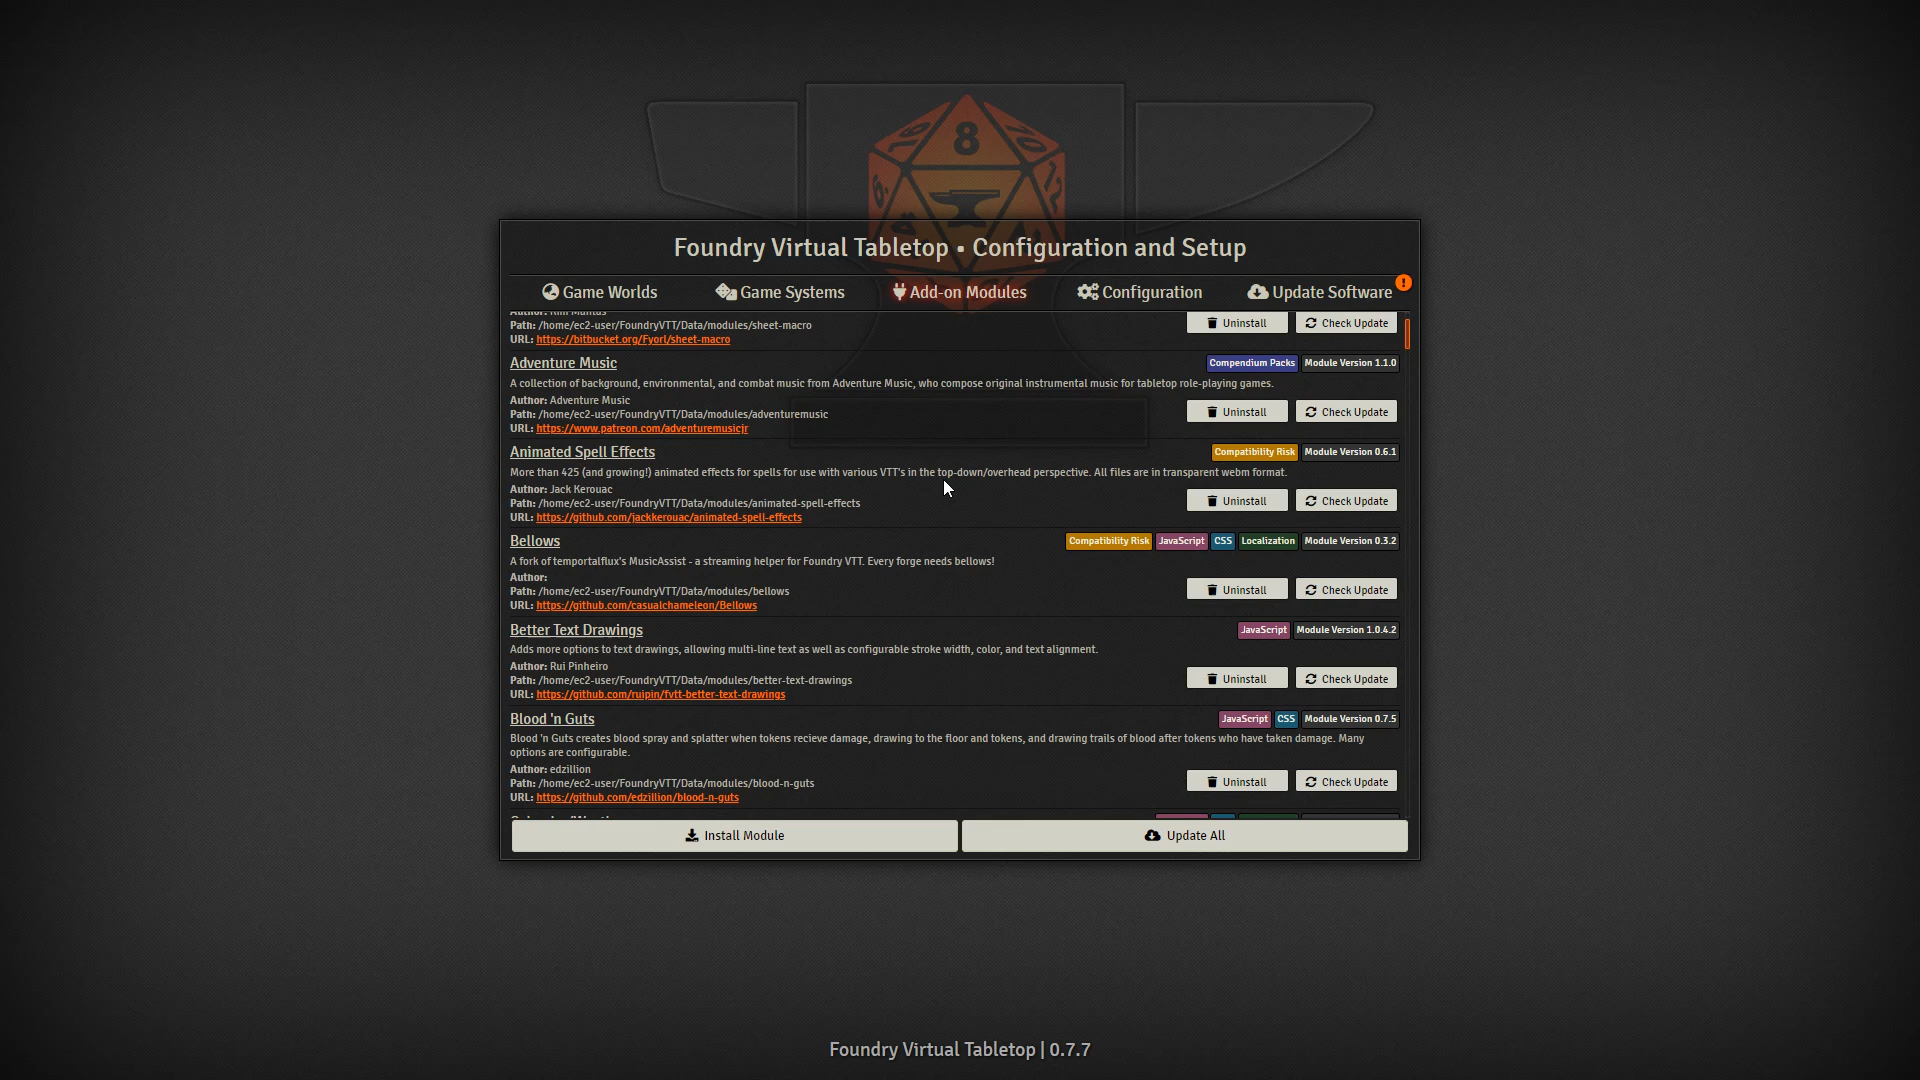 8
Foundry Virtual Tabletop • Configuration and Setup
Game Worlds
Game Systems
Add-on Modules
Configuration
Update Software
Path: /home/ec2-user/FoundryVTT/Data/modules/sheet-macro
URL: https://bitbucket.org/Fyorl/sheet-macro
Uninstall
Check Update
Adventure Music
Compendium Packs
Module Version 1.1.0
A collection of background, environmental, and combat music from Adventure Music, who compose original instrumental music for tabletop role-playing games.
Author: Adventure Music
Path: /home/ec2-user/FoundryVTT/Data/modules/adventuremusic
URL: https://www.patreon.com/adventuremusicjr
Uninstall
Check Update
Animated Spell Effects
Compatibility Risk
Module Version 0.6.1
More than 425 (and growing!) animated effects for spells for use with various VTT's in the top-down/overhead perspective. All files are in transparent webm format.
Author: Jack Kerouac
Path: /home/ec2-user/FoundryVTT/Data/modules/animated-spell-effects
URL: https://github.com/jackkerouac/animated-spell-effects
Uninstall
Check Update
Bellows
Compatibility Risk
JavaScript
CSS
Localization
Module Version 0.3.2
A fork of temportalflux's MusicAssist - a streaming helper for Foundry VTT. Every forge needs bellows!
Author:
Path: /home/ec2-user/FoundryVTT/Data/modules/bellows
URL: https://github.com/casualchameleon/Bellows
Uninstall
Check Update
Better Text Drawings
JavaScript
Module Version 1.0.4.2
Adds more options to text drawings, allowing multi-line text as well as configurable stroke width, color, and text alignment.
Author: Rui Pinheiro
Path: /home/ec2-user/FoundryVTT/Data/modules/better-text-drawings
URL: https://github.com/ruipin/fvtt-better-text-drawings
Uninstall
Check Update
Blood 'n Guts
JavaScript
CSS
Module Version 0.7.5
Blood 'n Guts creates blood spray and splatter when tokens recieve damage, drawing to the floor and tokens, and drawing trails of blood after tokens who have taken damage. Many
options are configurable.
Author: edzillion
Path: /home/ec2-user/FoundryVTT/Data/modules/blood-n-guts
URL: https://github.com/edzillion/blood-n-guts
Uninstall
Check Update
Install Module
Update All
Foundry Virtual Tabletop | 0.7.7